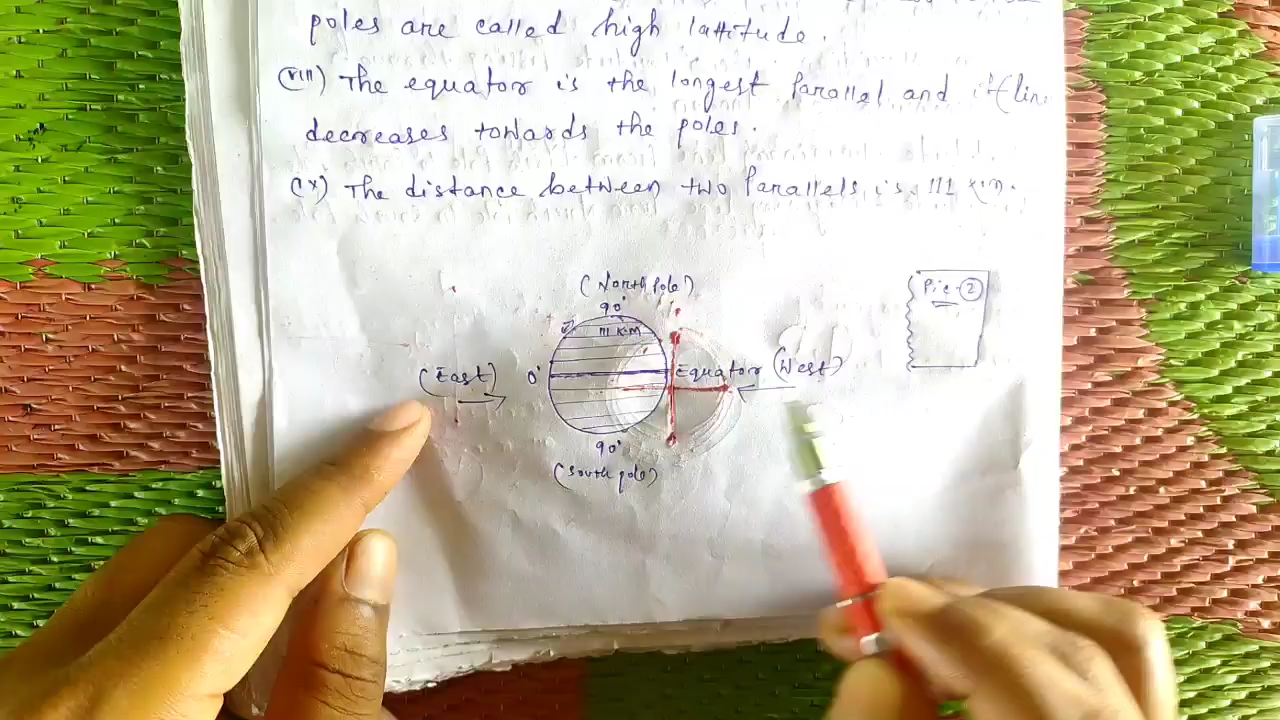 poles are called high lattitude.
(viii) The equator is the longest parallel and it(lin
decreases towards the poles.
(x) The distance between two parallels is 111 km.
(North pole)
90°
111 km
(East) 0° Equator (West)
90°
(South pole)
Pic-2